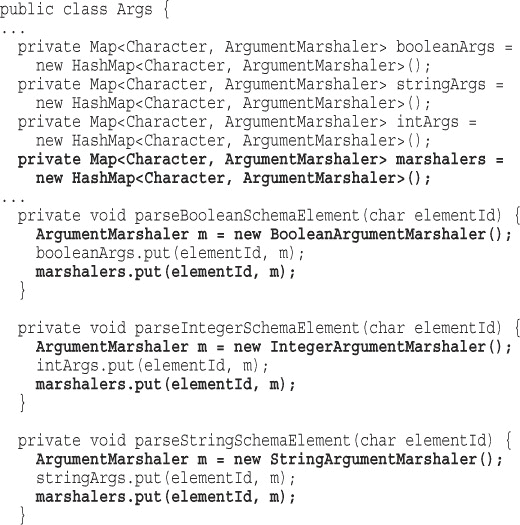 public class Args {
...
private Map<Character, ArgumentMarshaler> booleanArgs =
new HashMap<Character, ArgumentMarshaler>();
private Map<Character, ArgumentMarshaler> stringArgs =
new HashMap<Character, ArgumentMarshaler>();
private Map<Character, ArgumentMarshaler> intArgs =
new HashMap<Character, ArgumentMarshaler>();
private Map<Character, ArgumentMarshaler> marshalers =
new HashMap<Character, ArgumentMarshaler>();
...
private void parseBooleanSchemaElement(char elementId) {
ArgumentMarshaler m = new BooleanArgumentMarshaler();
booleanArgs.put(elementId, m);
marshalers.put(elementId, m);
}
private void parseIntegerSchemaElement(char elementId) {
ArgumentMarshaler m = new IntegerArgumentMarshaler();
intArgs.put(elementId, m);
marshalers.put(elementId, m);
}
private void parseStringSchemaElement(char elementId) {
ArgumentMarshaler m = new StringArgumentMarshaler();
stringArgs.put(elementId, m);
marshalers.put(elementId, m);
}